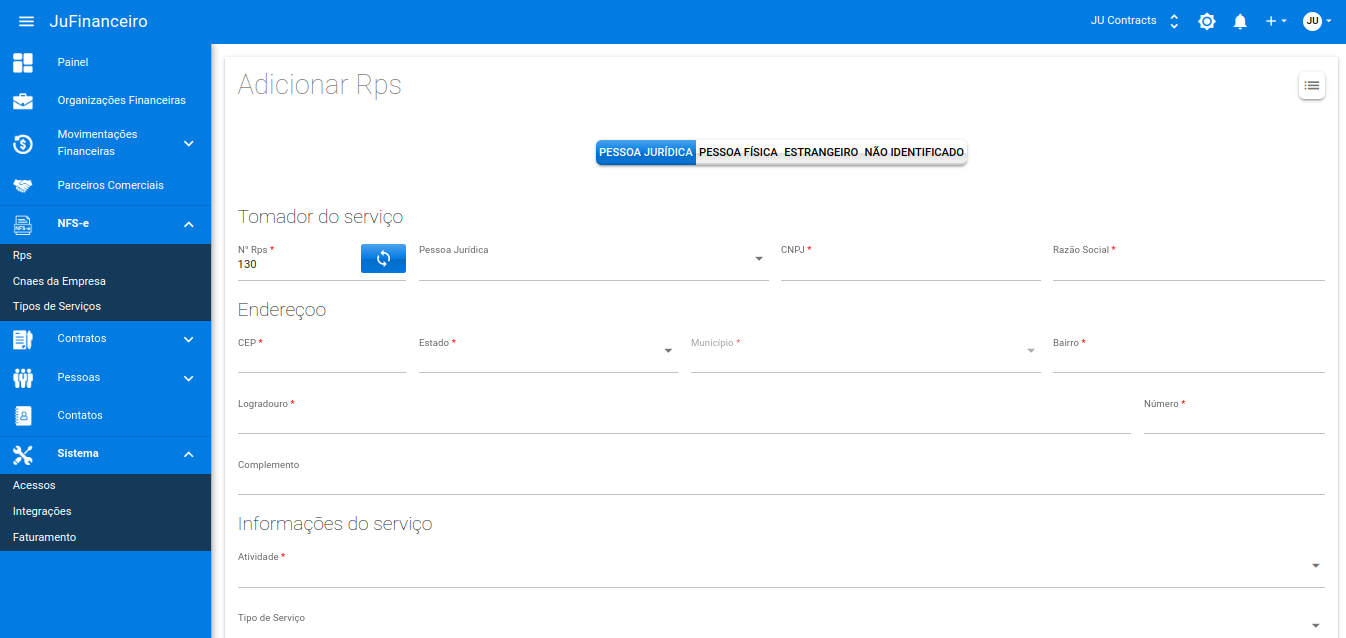 JuFinanceiro
JU Contracts
JU
Painel
Organizações Financeiras
Movimentações
Financeiras
Parceiros Comerciais
NFS-e
Rps
Cnaes da Empresa
Tipos de Serviços
Contratos
Pessoas
Contatos
Sistema
Acessos
Integrações
Faturamento
Adicionar Rps
PESSOA JURÍDICA PESSOA FÍSICA ESTRANGEIRO NÃO IDENTIFICADO
Tomador do serviço
N° Rps * Pessoa Jurídica CNPJ * Razão Social *
130
Endereçoo
CEP * Estado * Município * Bairro *
Logradouro * Número *
Complemento
Informações do serviço
Atividade *
Tipo de Serviço